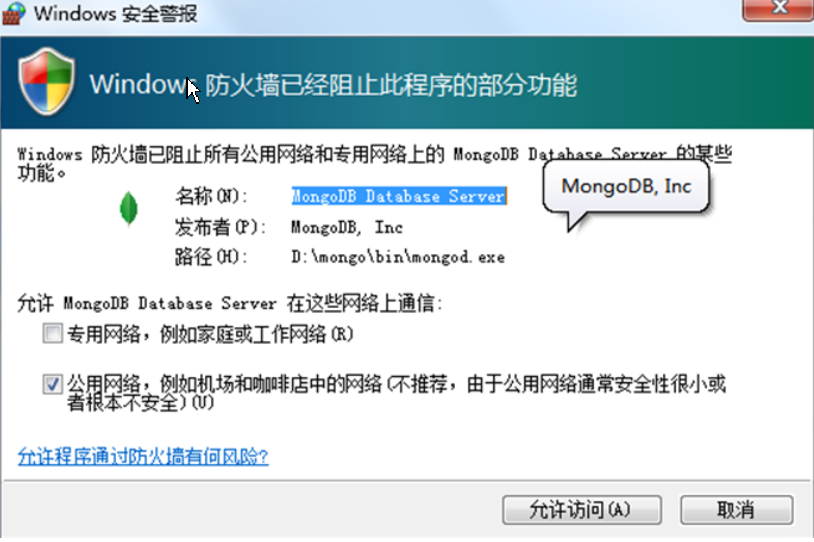 Windows 安全警报
Windows 防火墙已经阻止此程序的部分功能
Windows 防火墙已阻止所有公用网络和专用网络上的 MongoDB Database Server 的某些
功能。
MongoDB, Inc
名称(N): MongoDB Database Server
发布者(P): MongoDB, Inc
路径(H): D:\mongo\bin\mongod.exe
允许 MongoDB Database Server 在这些网络上通信:
专用网络，例如家庭或工作网络(R)
公用网络，例如机场和咖啡店中的网络(不推荐，由于公用网络通常安全性很小或
者根本不安全)(U)
允许程序通过防火墙有何风险?
允许访问(A) 取消